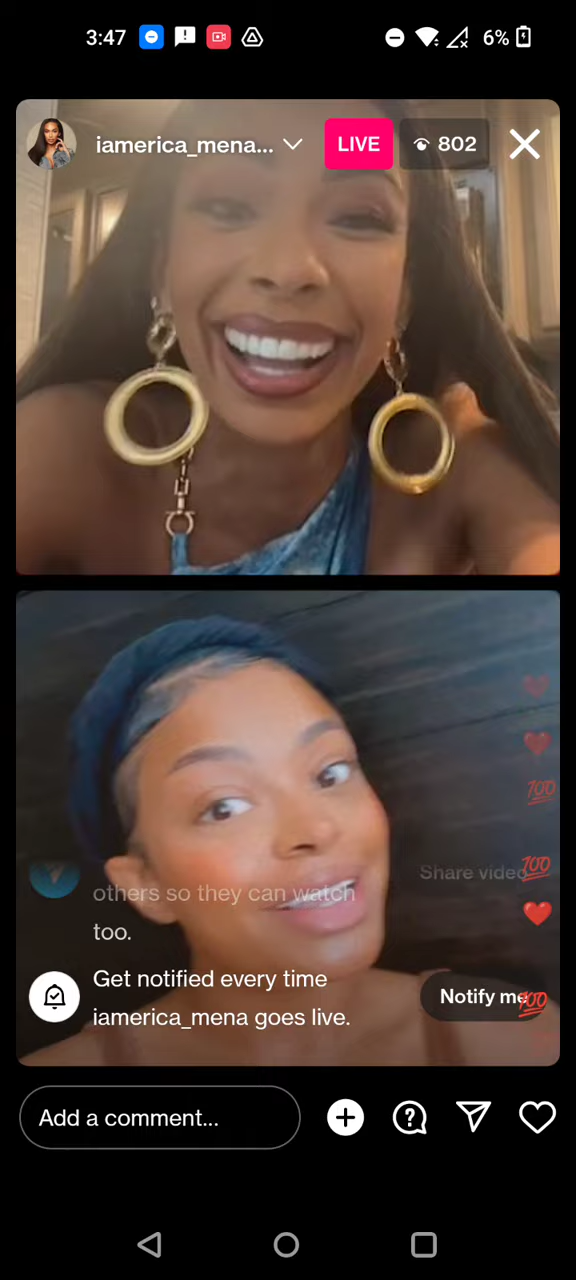 3:47
6%
iamerica_mena...
LIVE
802
Share video
others so they can watch
too.
Get notified every time
iamerica_mena goes live.
Notify me
Add a comment...